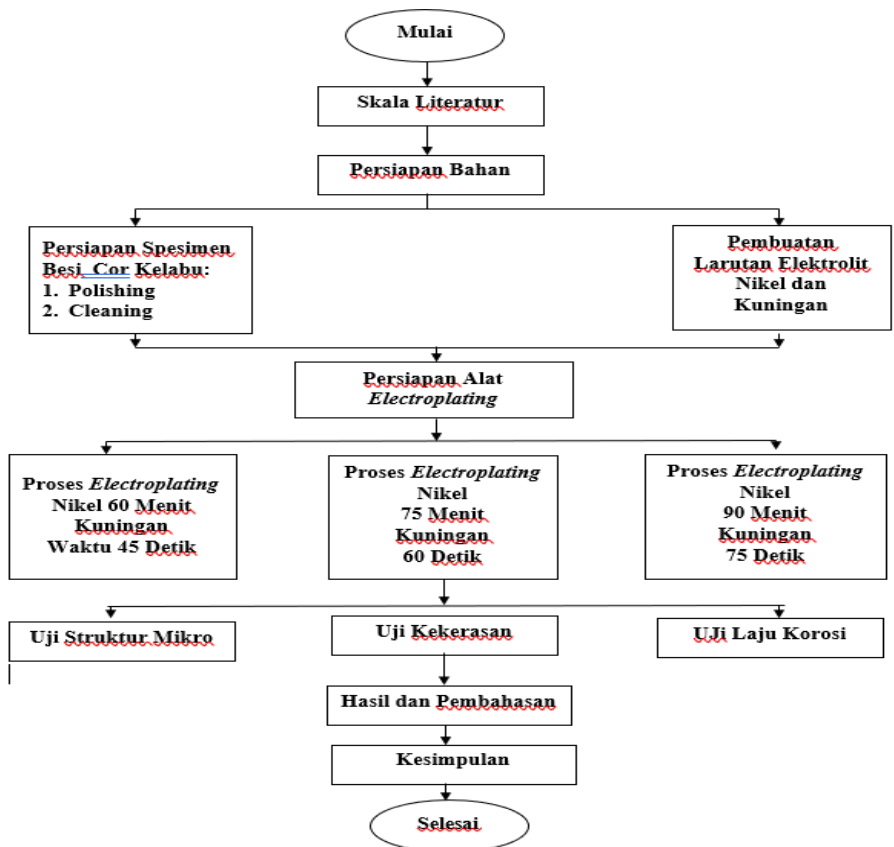 Mulai
Skala Literatur
Persiapan Bahan
Persiapan Spesimen
Besi Cor Kelabu:
1. Polishing
2. Cleaning
Pembuatan
Larutan Elektrolit
Nikel dan
Kuningan
Persiapan Alat
Electroplating
Proses Electroplating
Nikel 60 Menit
Kuningan
Waktu 45 Detik
Proses Electroplating
Nikel
75 Menit
Kuningan
60 Detik
Proses Electroplating
Nikel
90 Menit
Kuningan
75 Detik
Uji Struktur Mikro
Uji Kekerasan
UJi Laju Korosi
Hasil dan Pembahasan
Kesimpulan
Selesai